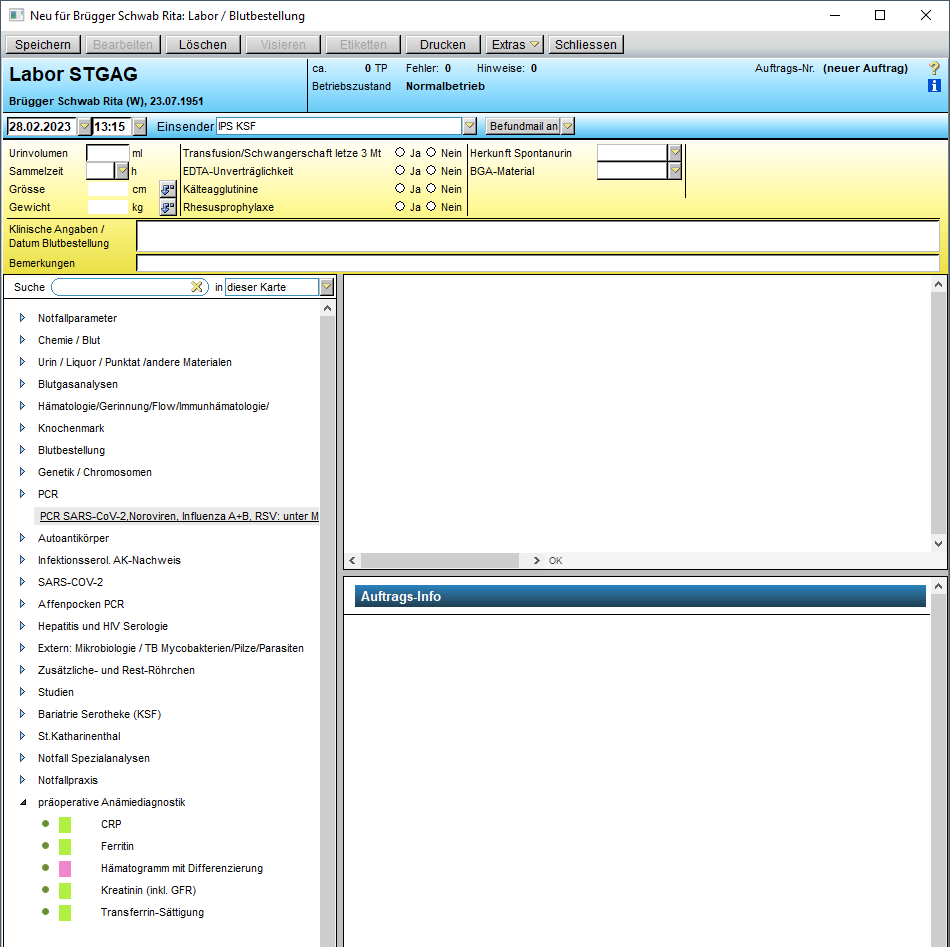 Neu für Brügger Schwab Rita: Labor / Blutbestellung
Speichern Bearbeiten Löschen Visieren Etiketten Drucken Extras Schliessen
Labor STGAG
Brügger Schwab Rita (W), 23.07.1951
ca. 0 TP Fehler: 0 Hinweise: 0
Betriebszustand Normalbetrieb
Auftrags-Nr. (neuer Auftrag)
28.02.2023 13:15 Einsender IPS KSF Befundmail an
Urinvolumen ml Transfusion/Schwangerschaft letze 3 Mt Ja Nein Herkunft Spontanurin
Sammelzeit h EDTA-Unverträglichkeit Ja Nein BGA-Material
Grösse cm Kälteagglutinine Ja Nein
Gewicht kg Rhesusprophylaxe Ja Nein
Klinische Angaben /
Datum Blutbestellung
Bemerkungen
Suche in dieser Karte
Notfallparameter
Chemie / Blut
Urin / Liquor / Punktat /andere Materialen
Blutgasanalysen
Hämatologie/Gerinnung/Flow/Immunhämatologie/
Knochenmark
Blutbestellung
Genetik / Chromosomen
PCR
PCR SARS-CoV-2,Noroviren, Influenza A+B, RSV: unter M
Autoantikörper
Infektionsserol. AK-Nachweis
SARS-COV-2
Affenpocken PCR
Hepatitis und HIV Serologie
Extern: Mikrobiologie / TB Mycobakterien/Pilze/Parasiten
Zusätzliche- und Rest-Röhrchen
Studien
Bariatrie Serotheke (KSF)
St.Katharinenthal
Notfall Spezialanalysen
Notfallpraxis
präoperative Anämiediagnostik
CRP
Ferritin
Hämatogramm mit Differenzierung
Kreatinin (inkl. GFR)
Transferrin-Sättigung
OK
Auftrags-Info